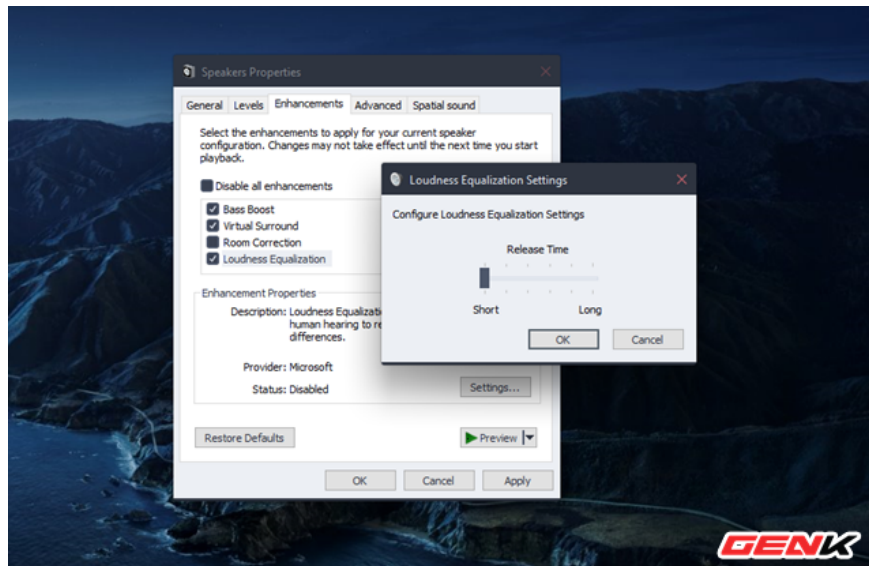 Speakers Properties
General Levels Enhancements Advanced Spatial sound
Select the enhancements to apply for your current speaker
configuration. Changes may not take effect until the next time you start
playback.
Disable all enhancements
Bass Boost
Virtual Surround
Room Correction
Loudness Equalization
Enhancement Properties
Description: Loudness
human hearing to
differences.
Provider: Microsoft
Status: Disabled
Settings...
Restore Defaults
Preview
OK Cancel Apply
Loudness Equalization Settings
Configure Loudness Equalization Settings
Release Time
Short Long
OK Cancel
GENK